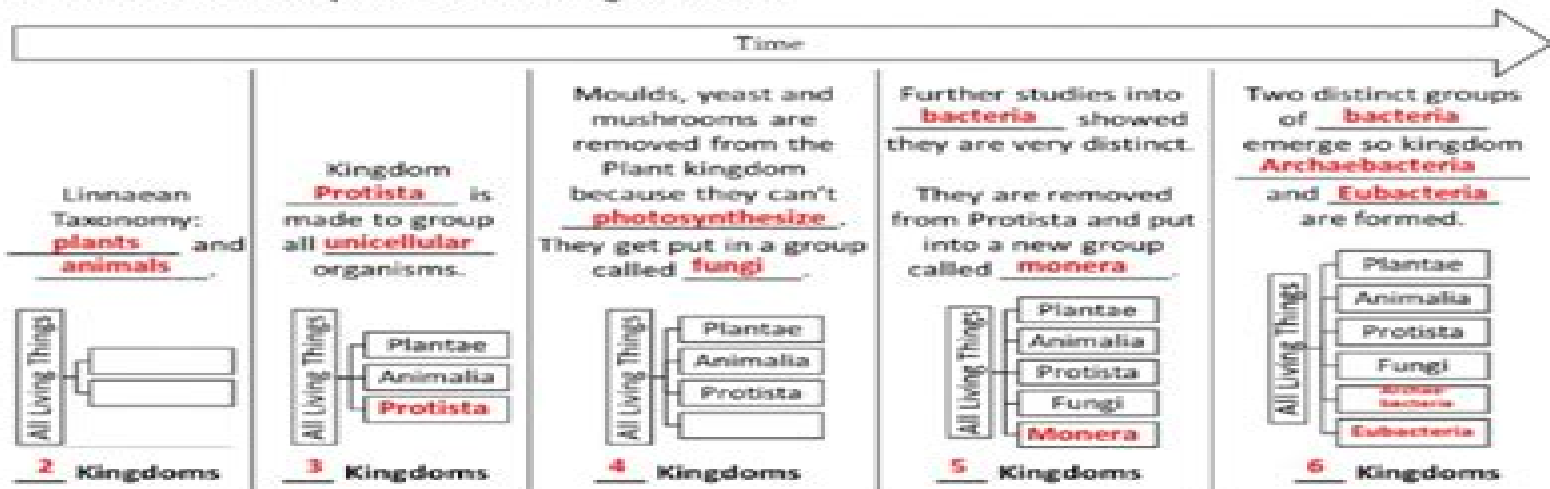 Time
Linnaean
Taxonomy:
plants and
animals.
All Living Things
2 Kingdoms
Kingdom
Protista is
made to group
all unicellular
organisms.
All Living Things
Plantae
Animalia
Protista
3 Kingdoms
Moulds, yeast and
mushrooms are
removed from the
Plant kingdom
because they can't
photosynthesize.
They get put in a group
called fungi.
All Living Things
Plantae
Animalia
Protista
4 Kingdoms
Further studies into
bacteria showed
they are very distinct.
They are removed
from Protista and put
into a new group
called monera.
All Living Things
Plantae
Animalia
Protista
Fungi
Monera
5 Kingdoms
Two distinct groups
of bacteria
emerge so kingdom
Archaebacteria
and Eubacteria
are formed.
All Living Things
Plantae
Animalia
Protista
Fungi
Archae-
bacteria
Eubacteria
6 Kingdoms